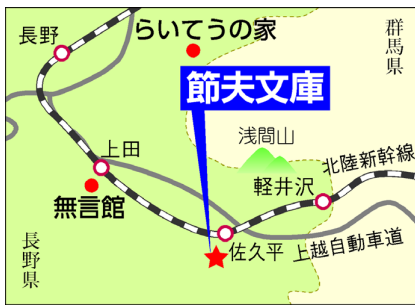 長野
らいてうの家
群馬県
節夫文庫
浅間山
北陸新幹線
上田
軽井沢
無言館
佐久平
上越自動車道
長野県